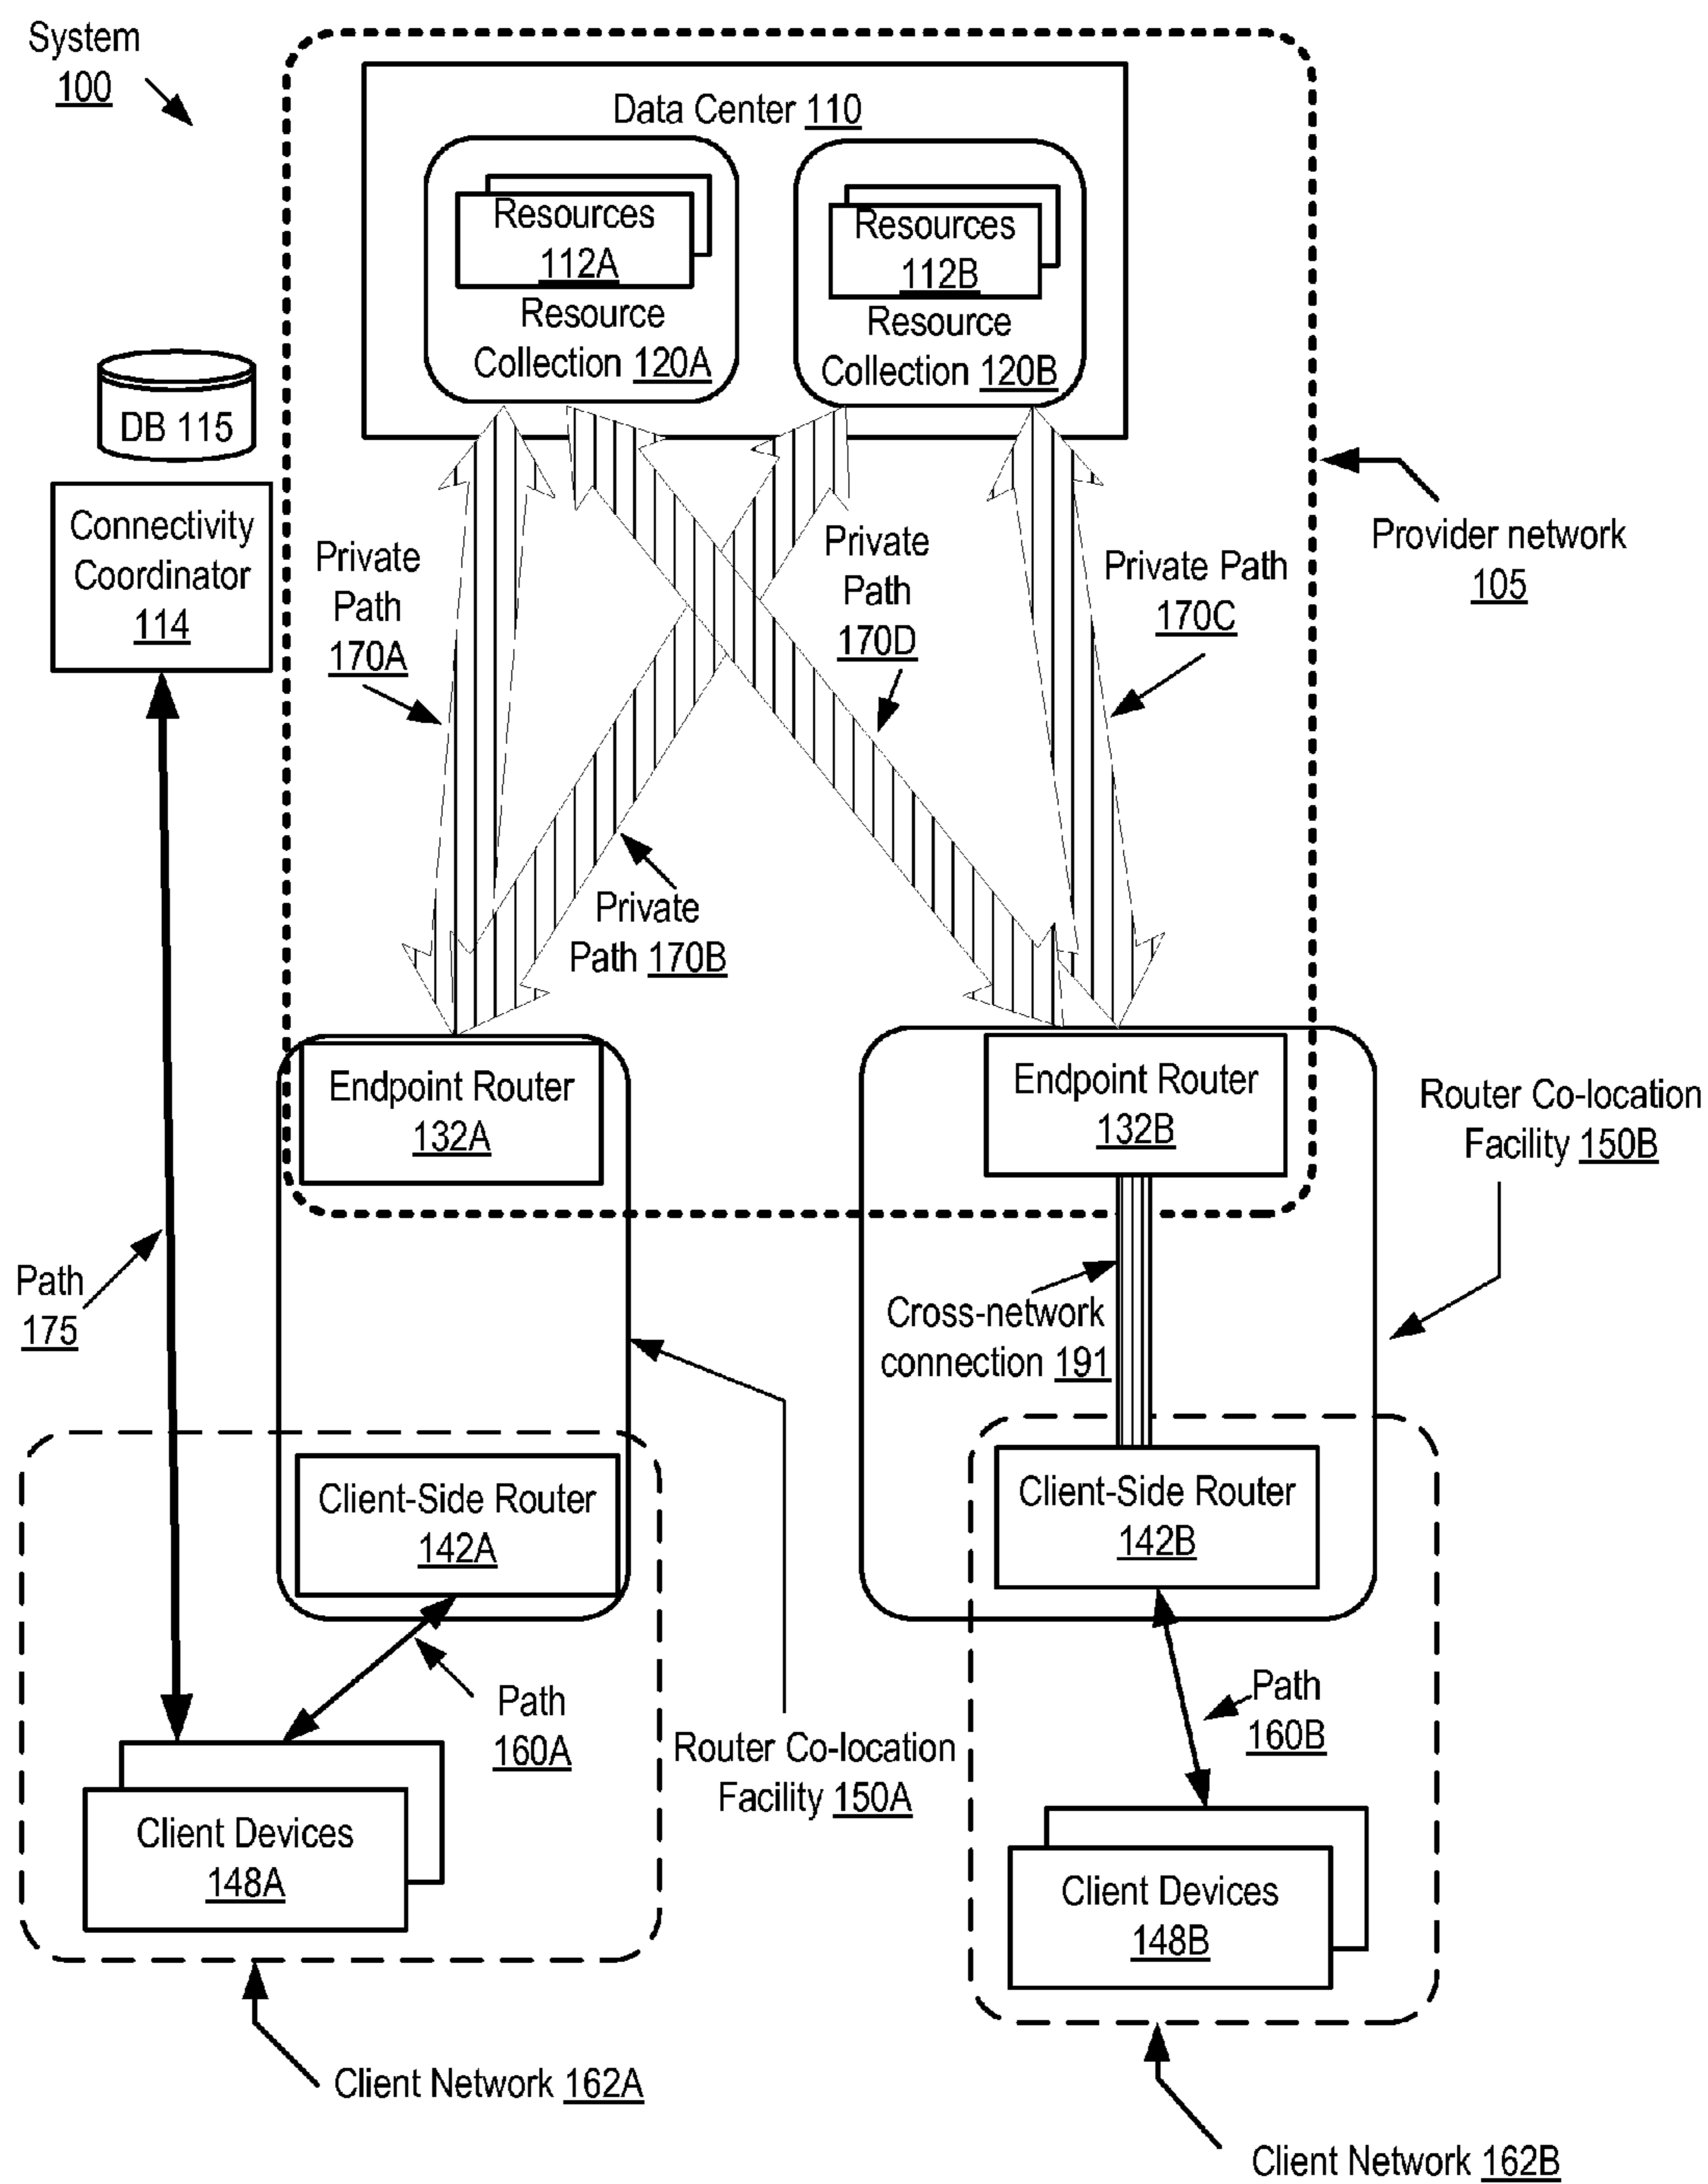 System
100
Data Center 110
Resources
112A
Resource
Collection 120A
Resources
112B
Resource
Collection 120B
DB 115
Connectivity
Coordinator
114
Private
Path
170A
Private
Path
170D
Private Path
170C
Provider network
105
Private
Path 170B
Endpoint Router
132A
Endpoint Router
132B
Router Co-location
Facility 150B
Path
175
Cross-network
connection 191
Client-Side Router
142A
Client-Side Router
142B
Path
160A
Path
160B
Router Co-location
Facility 150A
Client Devices
148A
Client Devices
148B
Client Network 162A
Client Network 162B